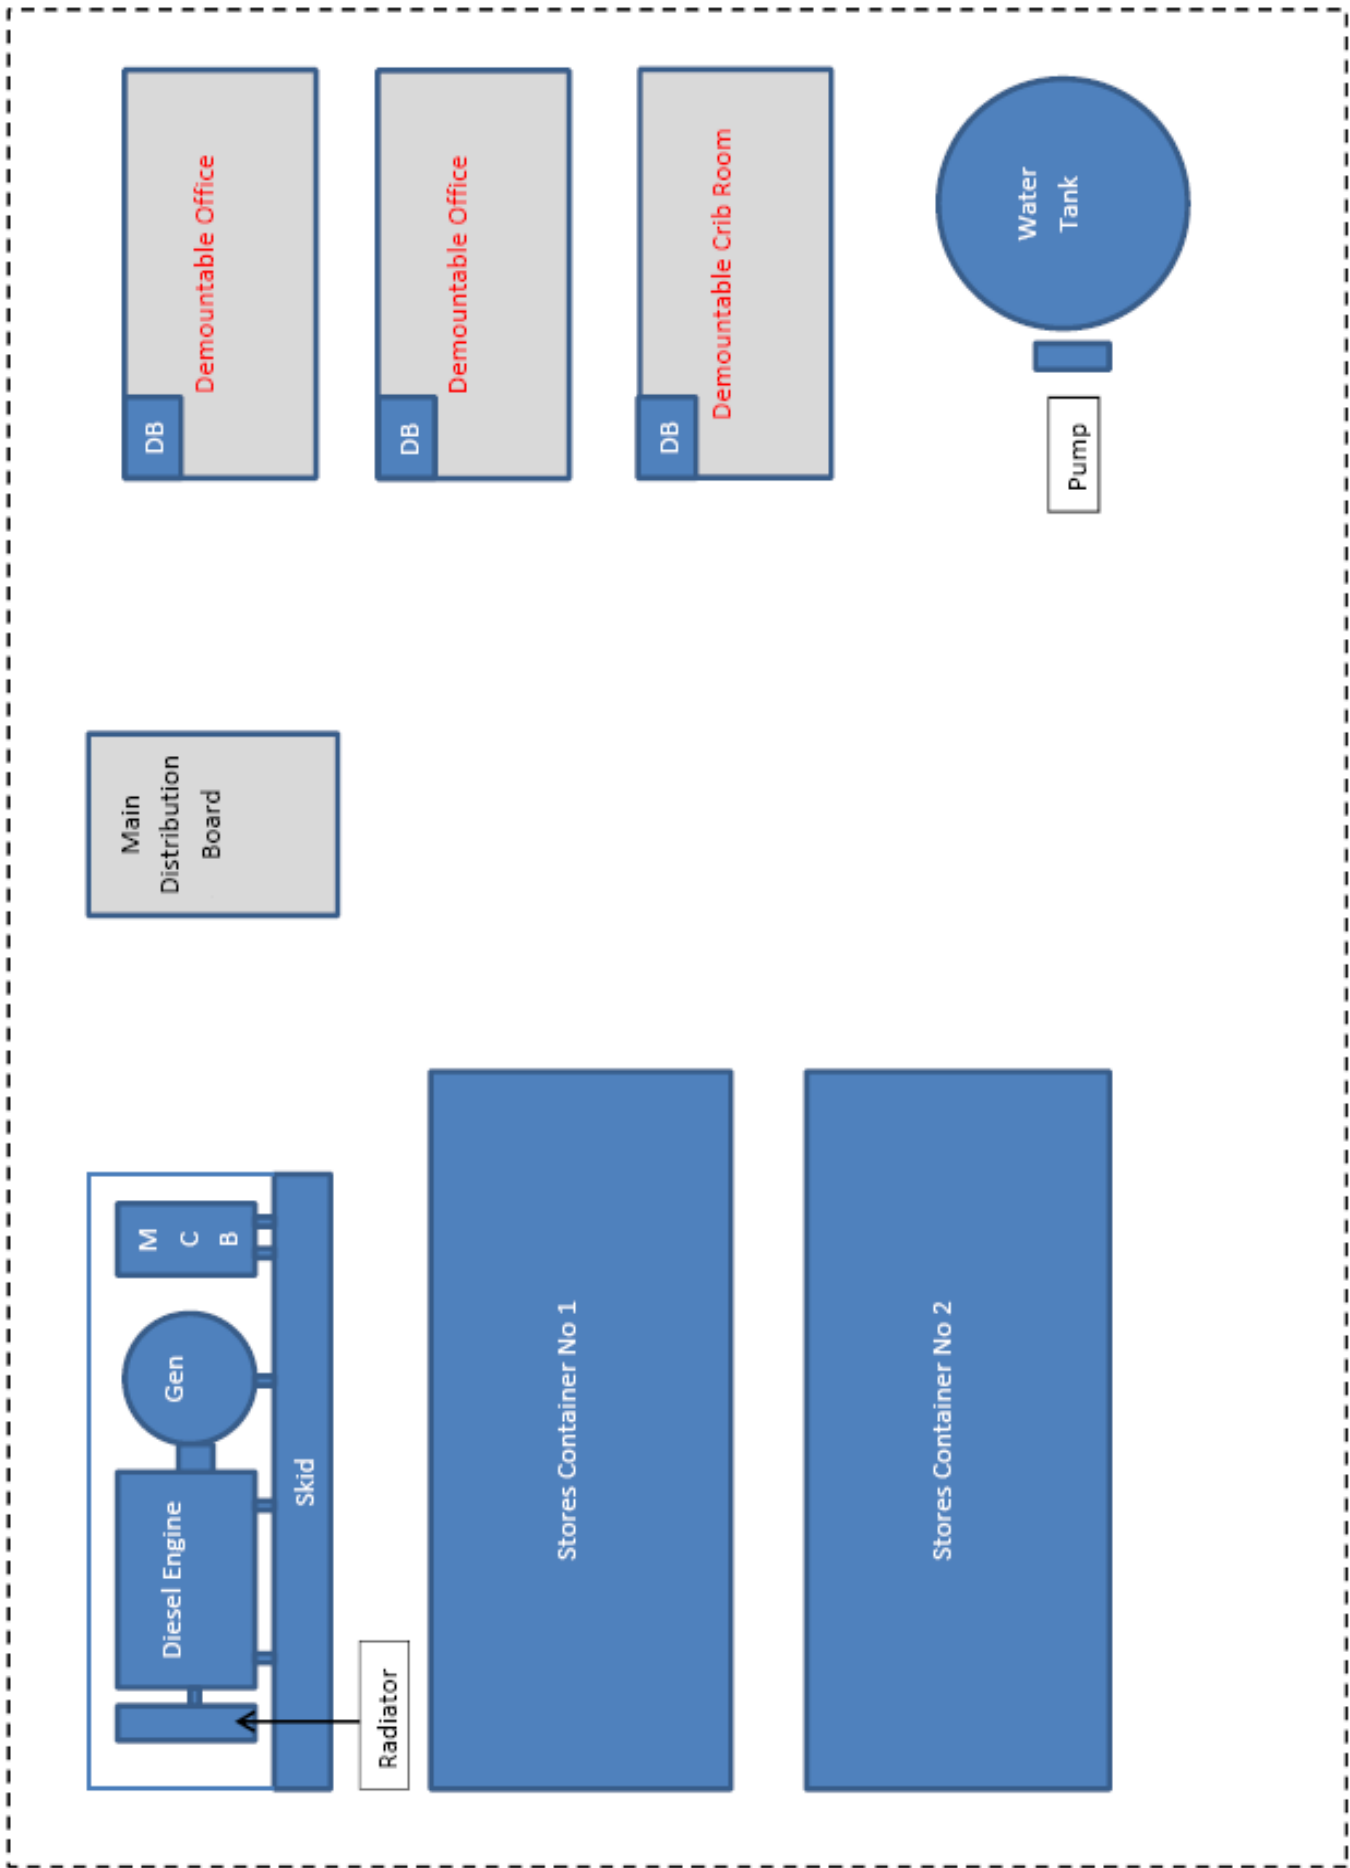 Diesel Engine
Gen
M
C
B
Skid
Radiator
Main
Distribution
Board
DB
Demountable Office
DB
Demountable Office
DB
Demountable Crib Room
Stores Container No 1
Stores Container No 2
Pump
Water
Tank